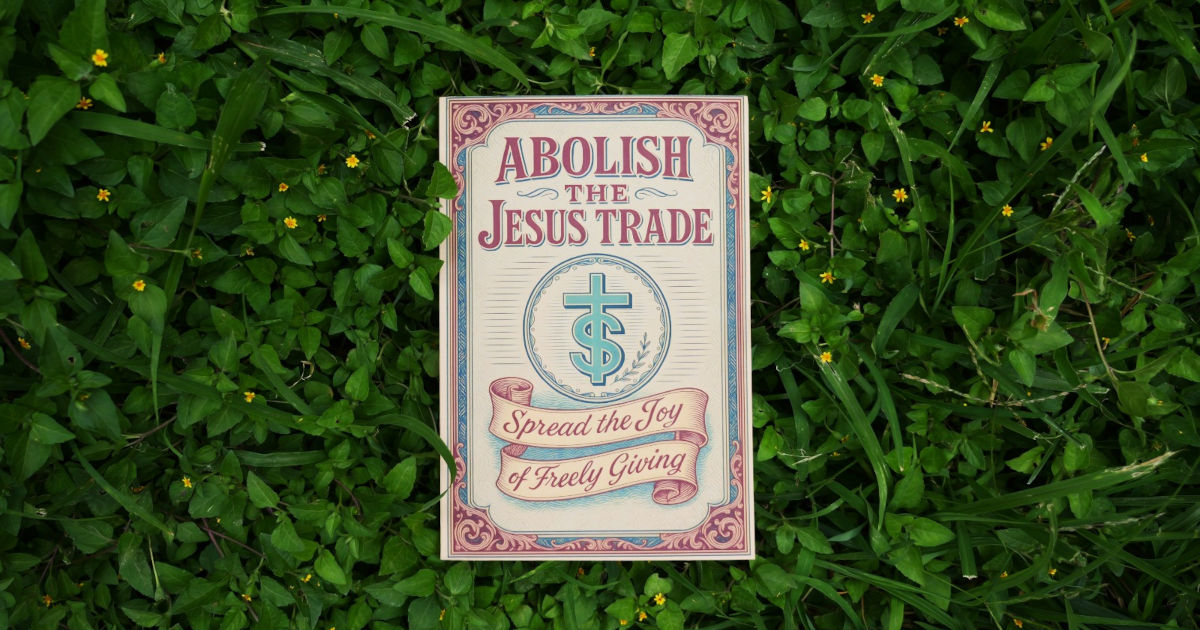 ABOLISH
THE
JESUS TRADE
$
Spread the Joy
of Freely Giving